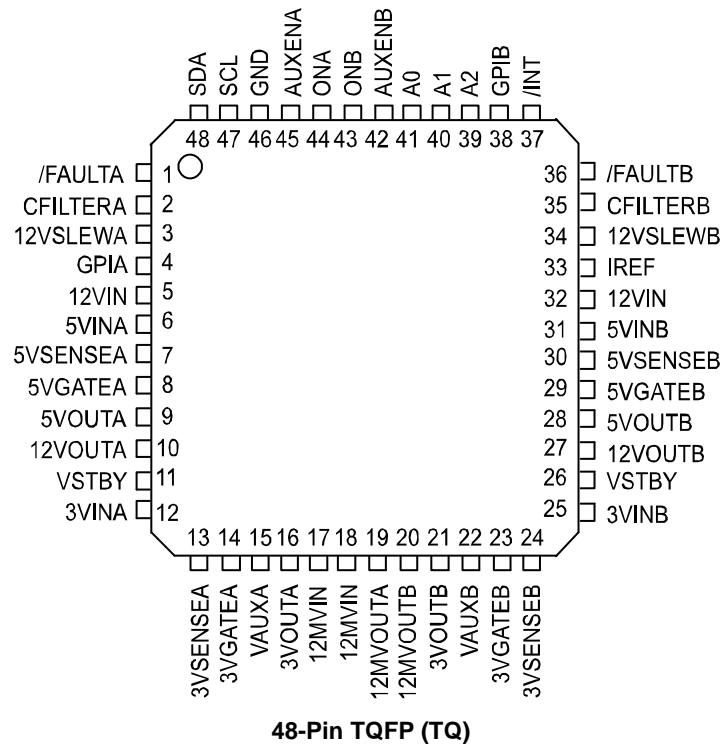 SDA
SCL
GND
AUXENA
ONA
ONB
AUXENB
A0
A1
A2
GPIB
/INT
48 47 46 45 44 43 42 41 40 39 38 37
/FAULTA 1
CFILTERA 2
12VSLEWA 3
GPIA 4
12VIN 5
5VINA 6
5VSENSEA 7
5VGATEA 8
5VOUTA 9
12VOUTA 10
VSTBY 11
3VINA 12
36 /FAULTB
35 CFILTERB
34 12VSLEWB
33 IREF
32 12VIN
31 5VINB
30 5VSENSEB
29 5VGATEB
28 5VOUTB
27 12VOUTB
26 VSTBY
25 3VINB
13 14 15 16 17 18 19 20 21 22 23 24
3VSENSEA
3VGATEA
VAUXA
3VOUTA
12MVIN
12MVIN
12MVOUTA
12MVOUTB
3VOUTB
VAUXB
3VGATEB
3VSENSEB
48-Pin TQFP (TQ)